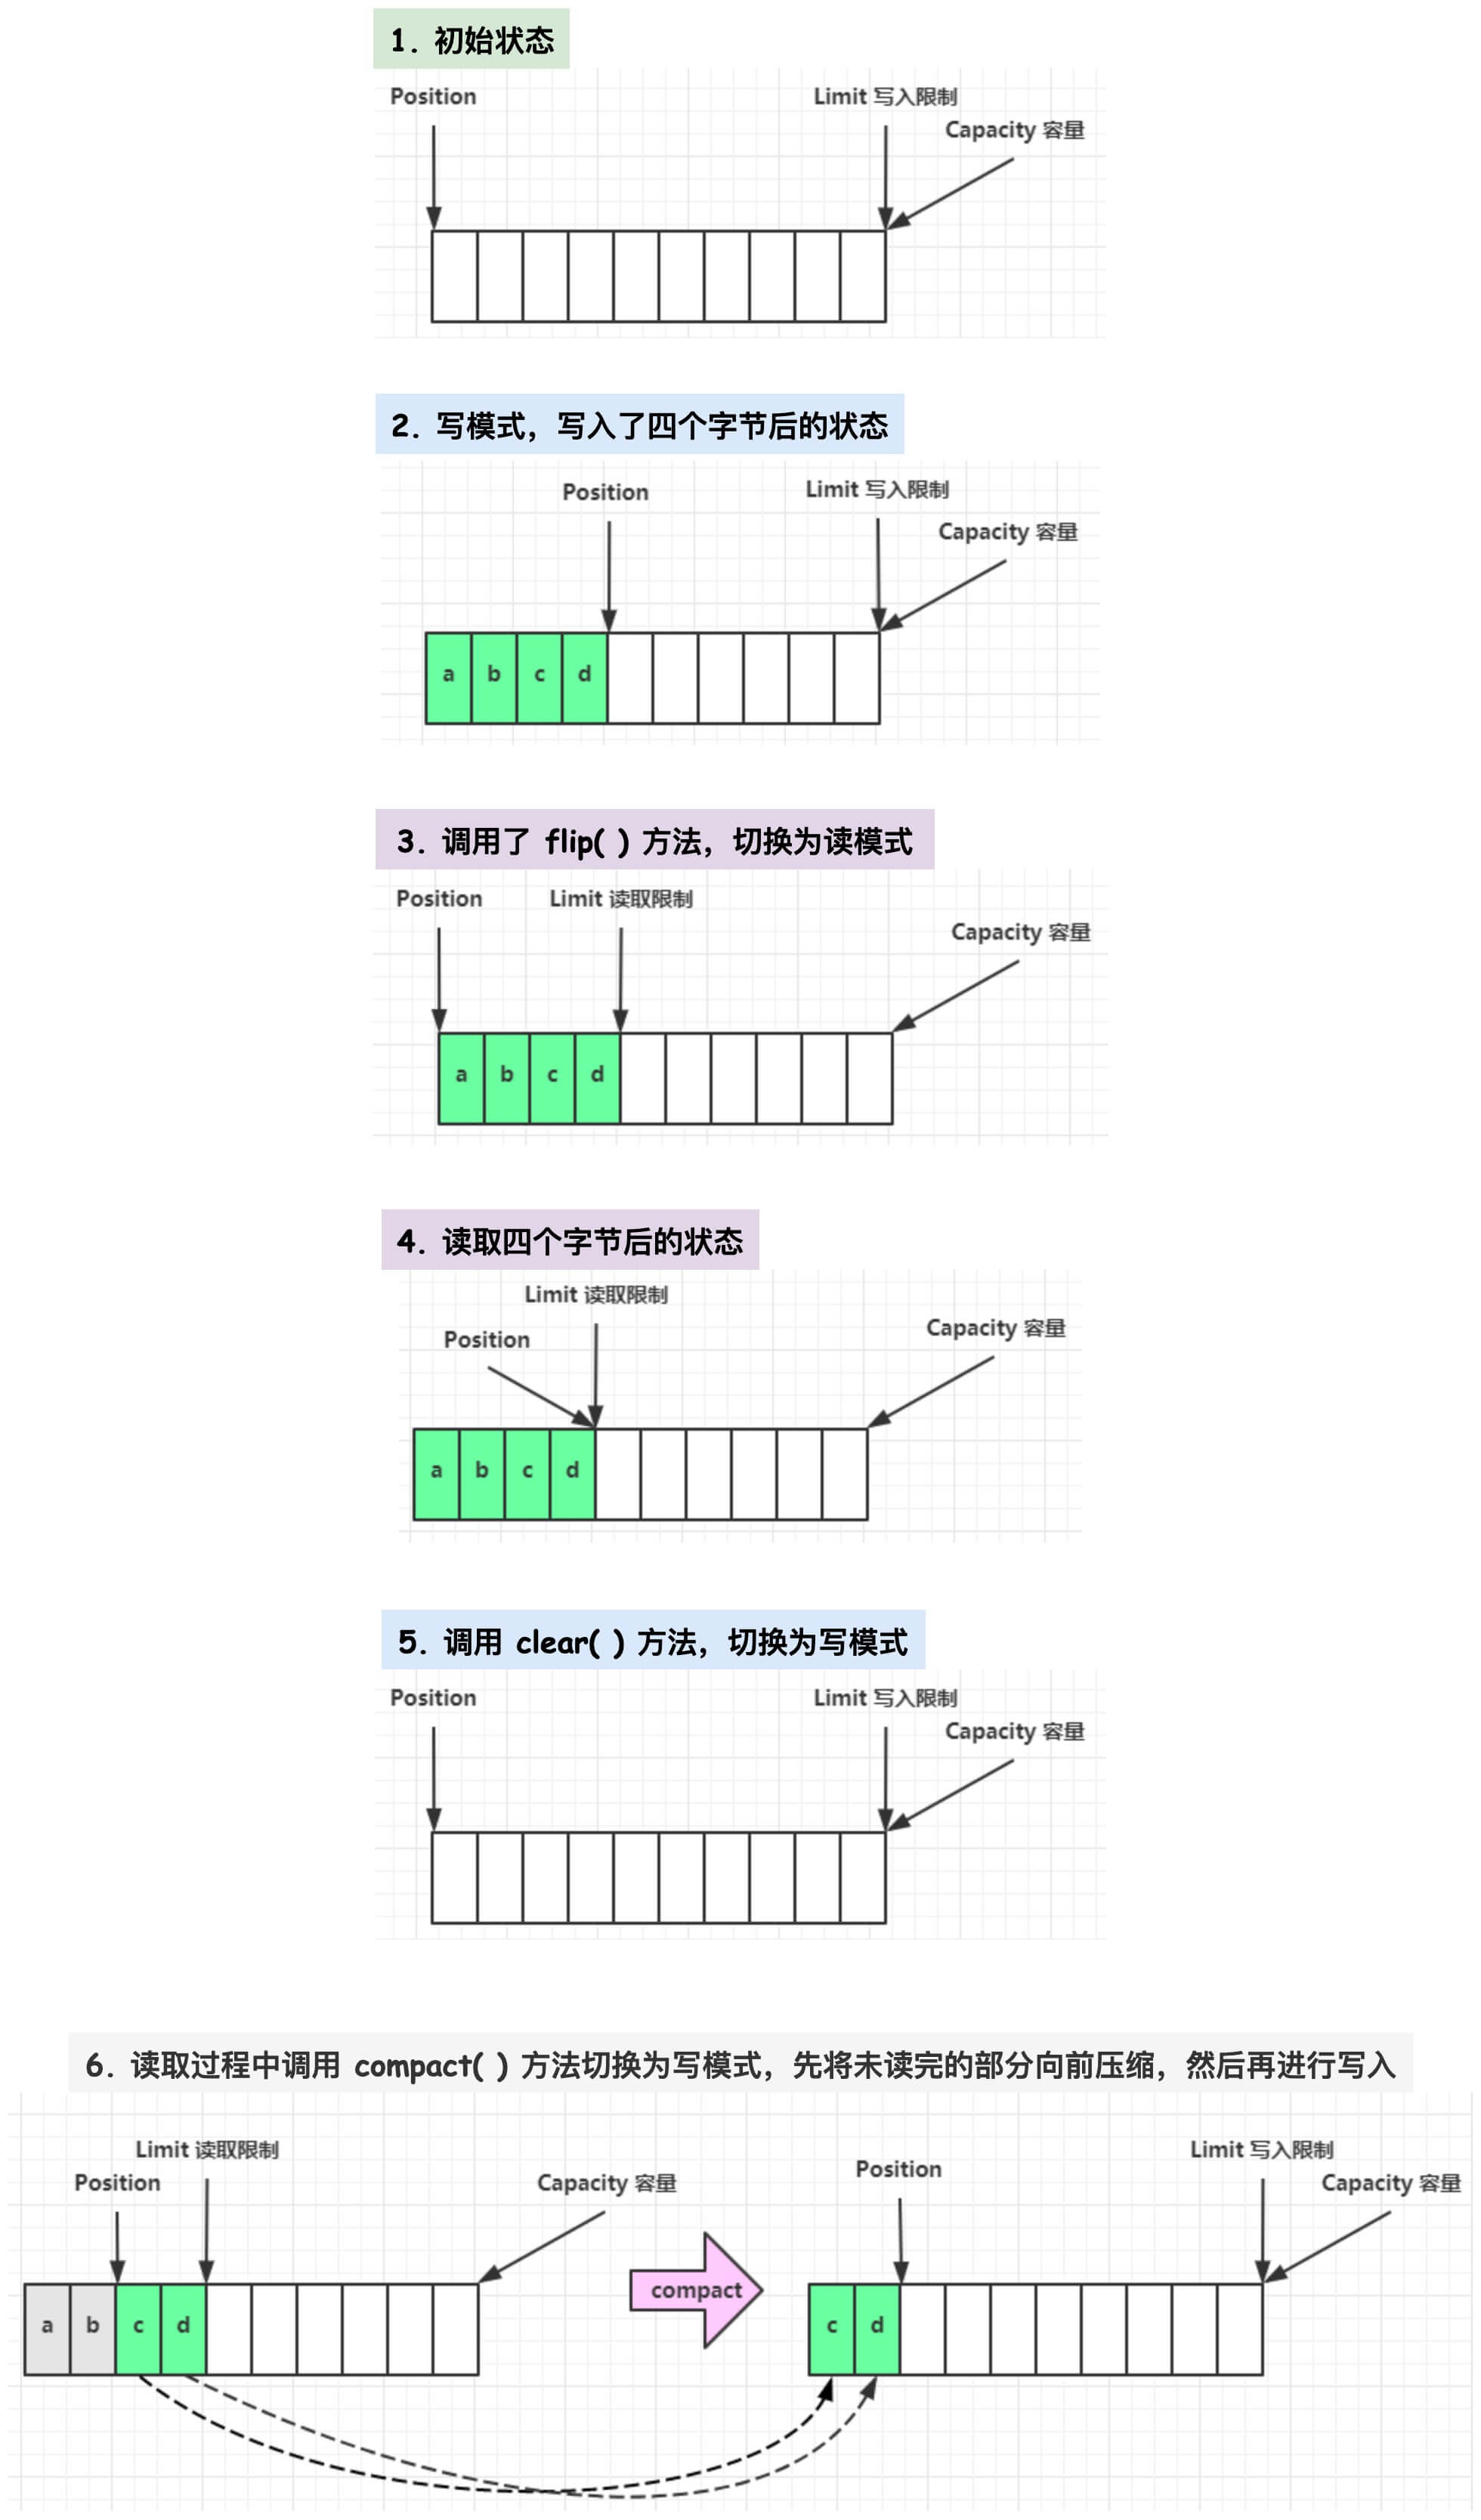 1. 初始状态
Position
Limit 写入限制
Capacity 容量
2. 写模式，写入了四个字节后的状态
Position
Limit 写入限制
Capacity 容量
a b c d
3. 调用了 flip( ) 方法，切换为读模式
Position
Limit 读取限制
Capacity 容量
a b c d
4. 读取四个字节后的状态
Limit 读取限制
Position
Capacity 容量
a b c d
5. 调用 clear( ) 方法，切换为写模式
Position
Limit 写入限制
Capacity 容量
6. 读取过程中调用 compact( ) 方法切换为写模式，先将未读完的部分向前压缩，然后再进行写入
Limit 读取限制
Position
Capacity 容量
a b c d
compact
Position
Limit 写入限制
Capacity 容量
c d